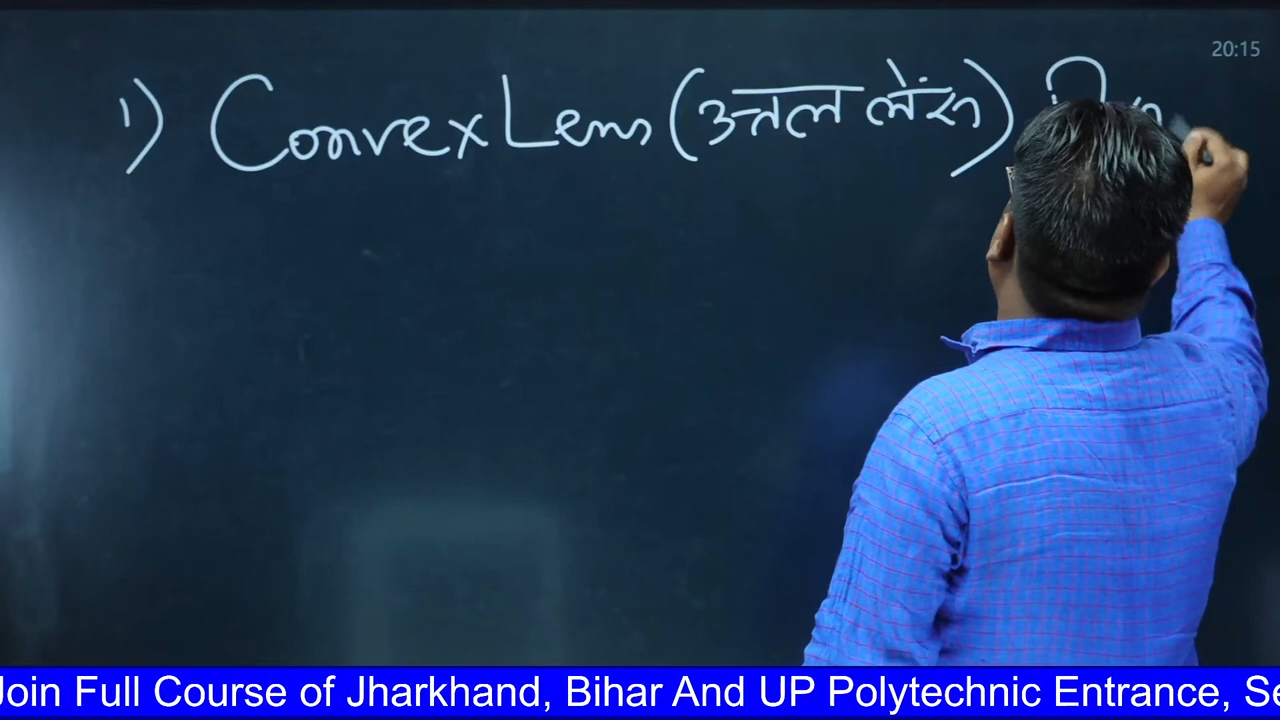 20:15
1) Convex Lens (उत्तल लेंस)
Join Full Course of Jharkhand, Bihar And UP Polytechnic Entrance, Se